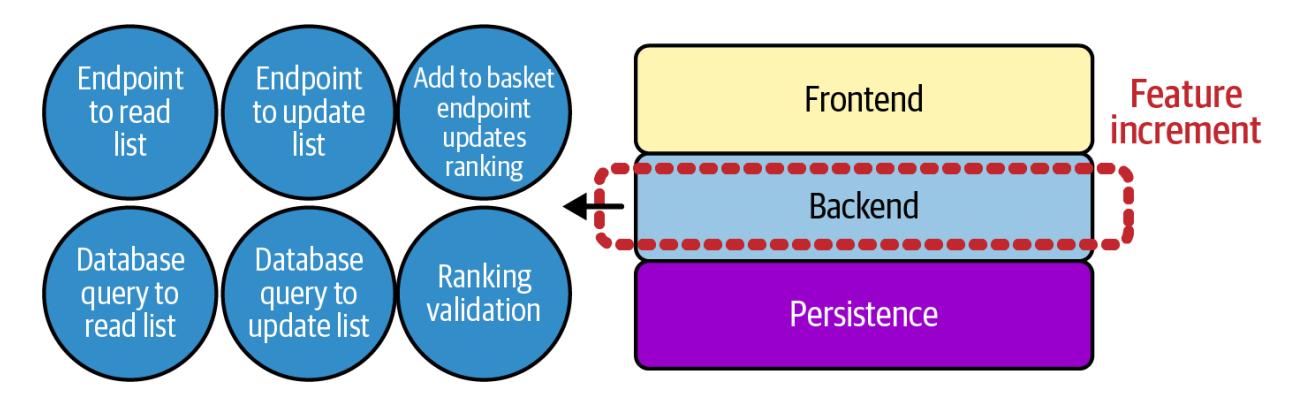 Endpoint
to read
list
Endpoint
to update
list
Add to basket
endpoint
updates
ranking
Database
query to
read list
Database
query to
update list
Ranking
validation
Frontend
Backend
Persistence
Feature
increment